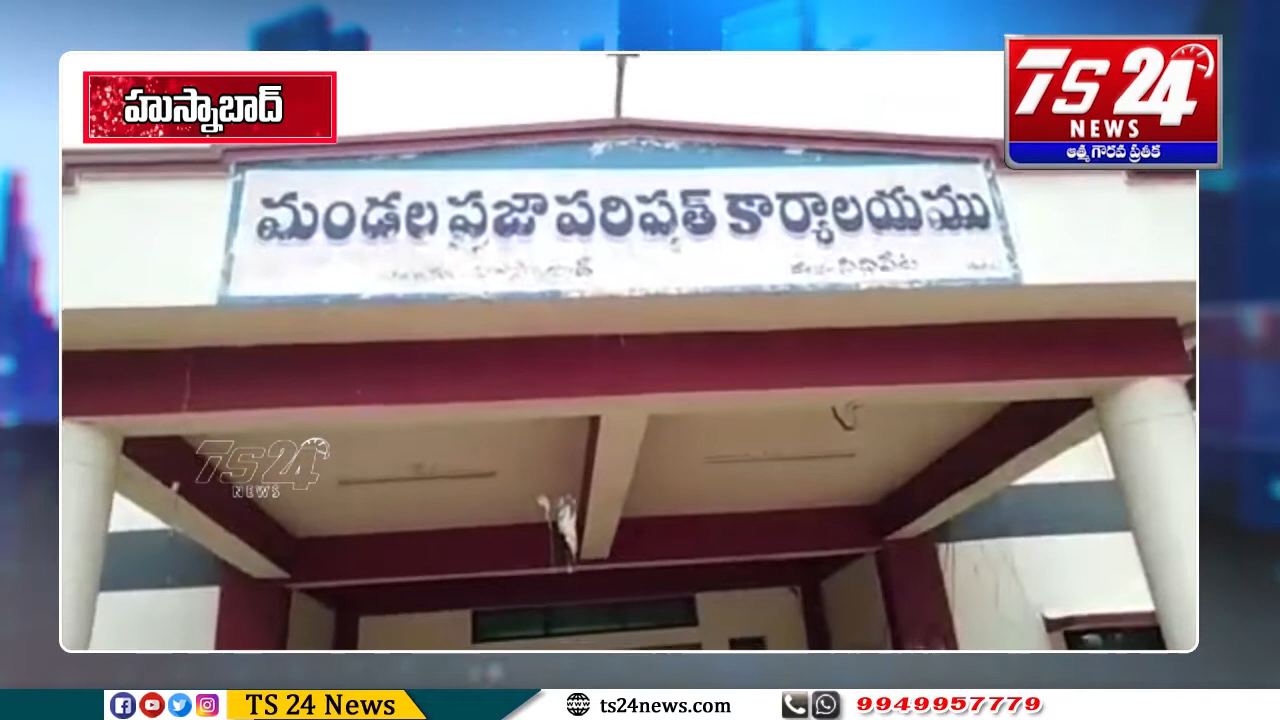 హుస్నాబాద్
TS 24
NEWS
ఆత్మ గౌరవ ప్రతీక
మండల ప్రజా పరిషత్ కార్యాలయము
TS 24
NEWS
TS 24 News
ts24news.com
9949957779